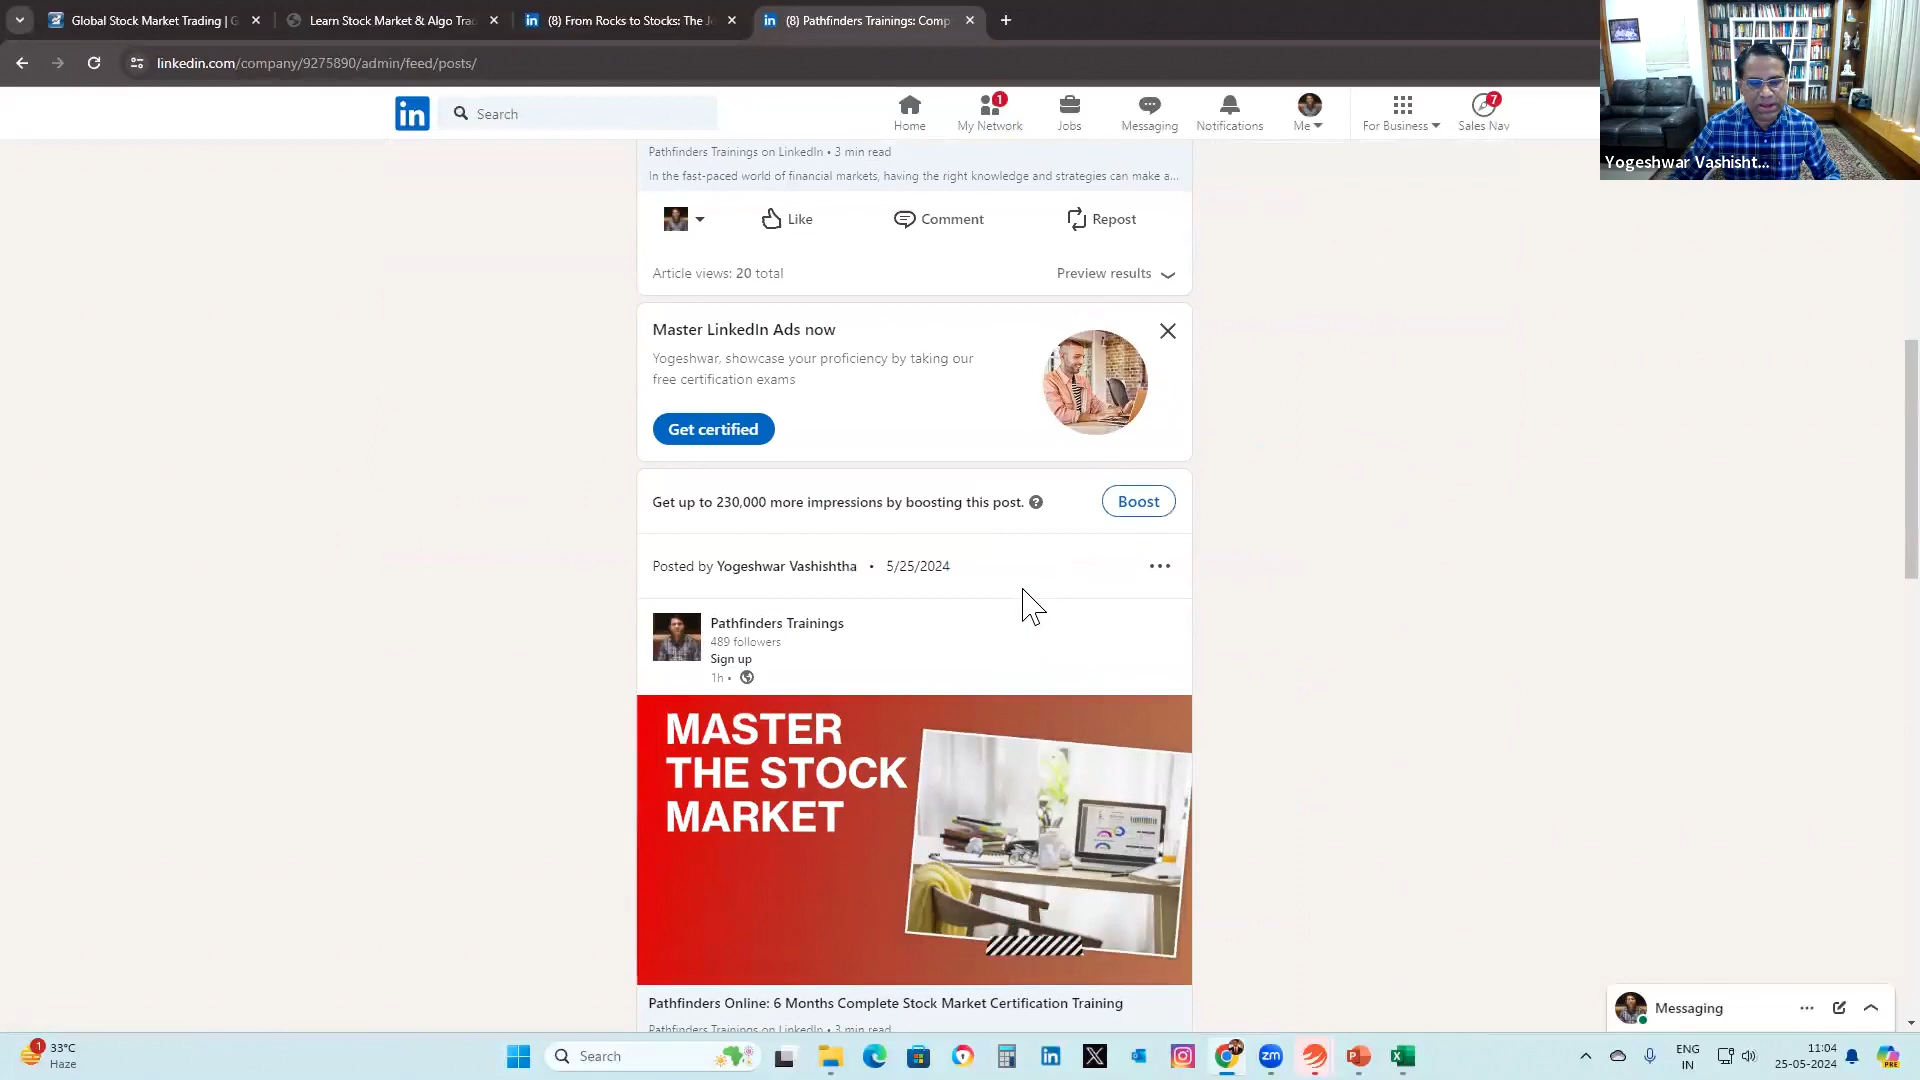 Global Stock Market Trading | G
Learn Stock Market & Algo Tra
(8) From Rocks to Stocks: The J
(8) Pathfinders Trainings: Comp
linkedin.com/company/9275890/admin/feed/posts/
in
Search
Home
My Network
1
Jobs
Messaging
Notifications
Me
For Business
Sales Nav
7
Yogeshwar Vashisht...
Pathfinders Trainings on LinkedIn • 3 min read
In the fast-paced world of financial markets, having the right knowledge and strategies can make a...
Like
Comment
Repost
Article views: 20 total
Preview results
Master LinkedIn Ads now
Yogeshwar, showcase your proficiency by taking our
free certification exams
Get certified
Get up to 230,000 more impressions by boosting this post.
Boost
Posted by Yogeshwar Vashishtha • 5/25/2024
Pathfinders Trainings
489 followers
Sign up
1h •
MASTER
THE STOCK
MARKET
Pathfinders Online: 6 Months Complete Stock Market Certification Training
Pathfinders Trainings on LinkedIn • 3 min read
Messaging
1
33°C
Haze
Search
zm
ENG
IN
11:04
25-05-2024
PRE